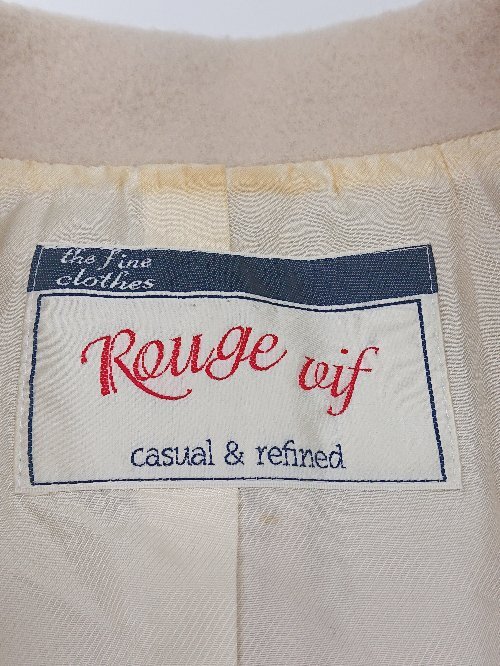 the fine
clothes
Rouge vif
casual & refined